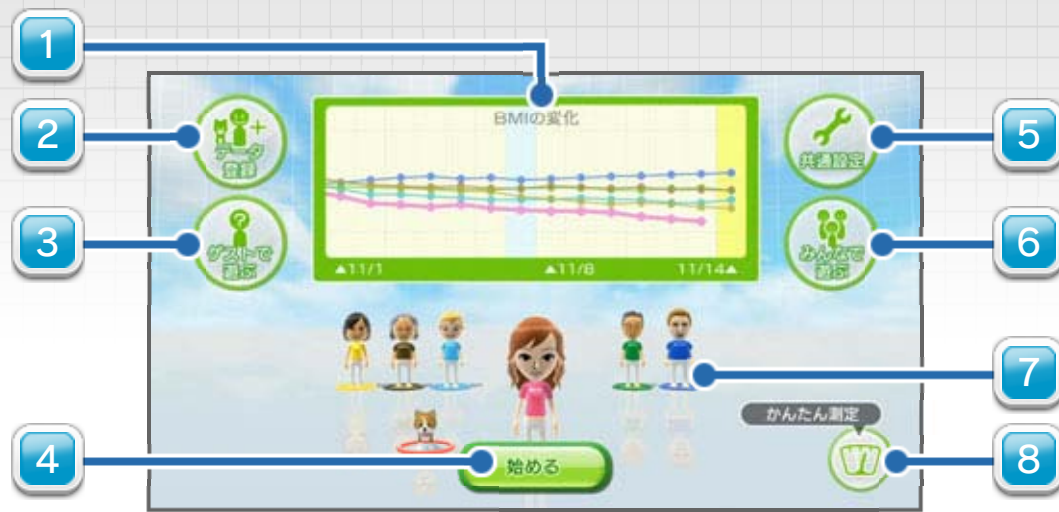 1
2
3
4
BMIの変化
▲11/1
▲11/8
11/14▲
データ
登録
ゲストで
遊ぶ
始める
共通設定
みんなで
遊ぶ
かんたん測定
5
6
7
8